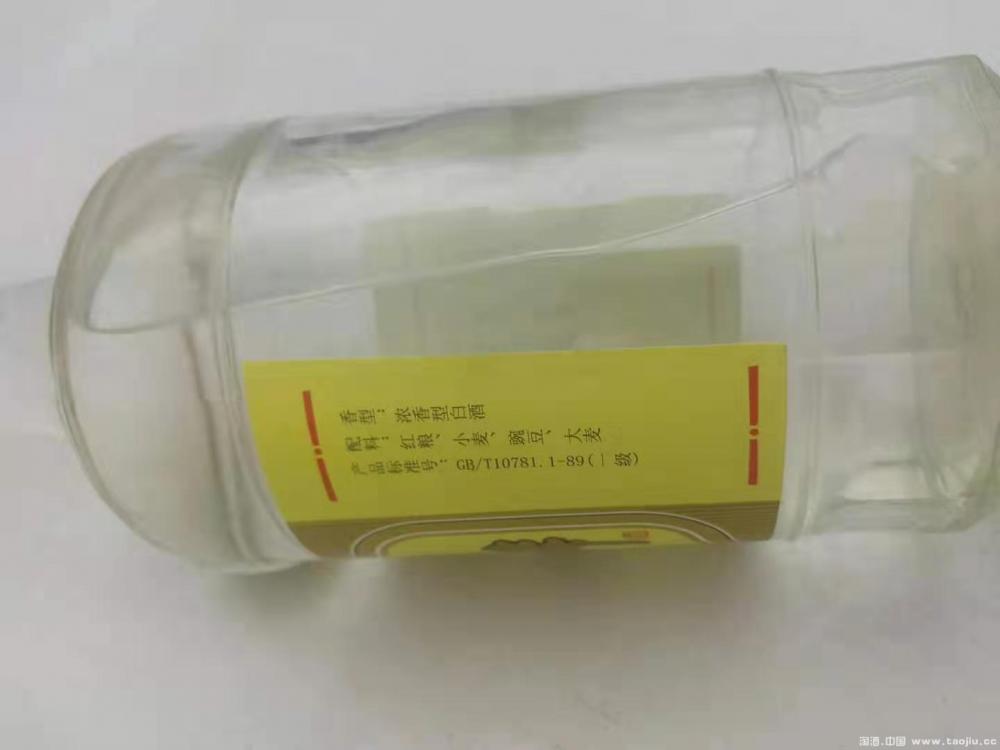 香型：浓香型白酒
配料：红粮、小麦、豌豆、大麦
产品标准号：GB/T10781.1-89(一级)
淘酒.中国 www.taojiu.cc